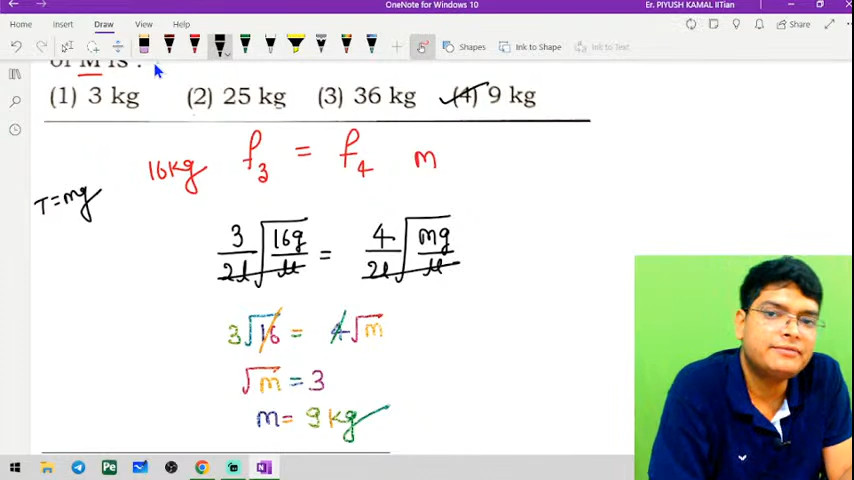 OneNote for Windows 10
Er. PIYUSH KAMAL IITian
Home Insert Draw View Help
Share
Shapes Ink to Shape Ink to Text
of M is :
(1) 3 kg (2) 25 kg (3) 36 kg (4) 9 kg
16kg f₃ = f₄ m
T=mg
3/2l √16g/μ = 4/2l √mg/μ
3√16 = 4√m
√m = 3
m = 9 kg